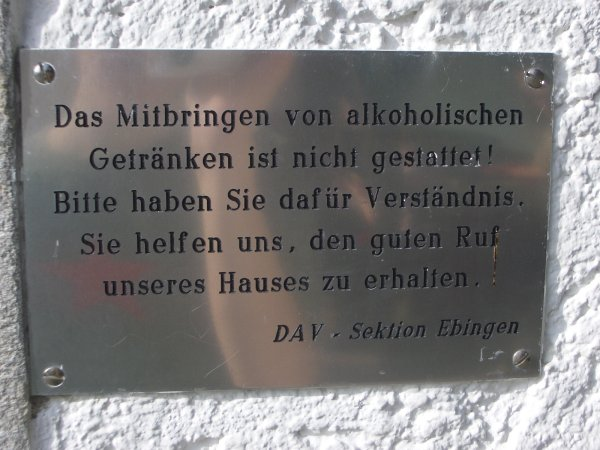 Das Mitbringen von alkoholischen
Getränken ist nicht gestattet!
Bitte haben Sie dafür Verständnis.
Sie helfen uns, den guten Ruf
unseres Hauses zu erhalten.
DAV - Sektion Ebingen